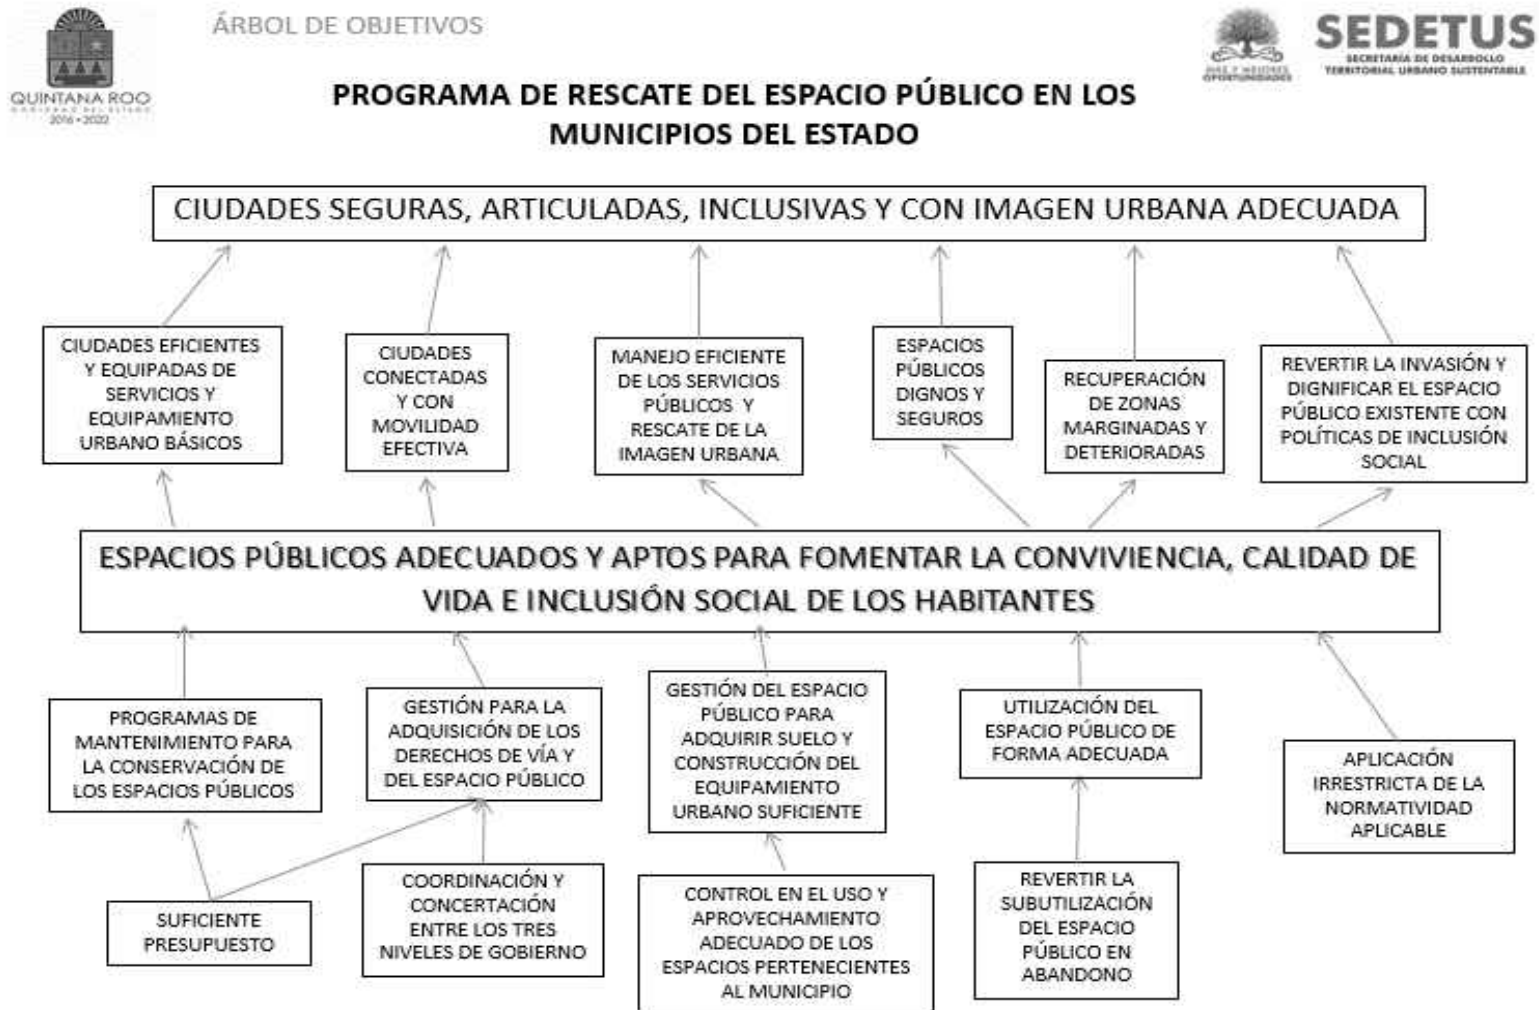 ÁRBOL DE OBJETIVOS
QUINTANA ROO
GOBIERNO DEL ESTADO
2016 • 2022
MÁS Y MEJORES
OPORTUNIDADES
SEDETUS
SECRETARÍA DE DESARROLLO
TERRITORIAL URBANO SUSTENTABLE
PROGRAMA DE RESCATE DEL ESPACIO PÚBLICO EN LOS
MUNICIPIOS DEL ESTADO
CIUDADES SEGURAS, ARTICULADAS, INCLUSIVAS Y CON IMAGEN URBANA ADECUADA
CIUDADES EFICIENTES
Y EQUIPADAS DE
SERVICIOS Y
EQUIPAMIENTO
URBANO BÁSICOS
CIUDADES
CONECTADAS
Y CON
MOVILIDAD
EFECTIVA
MANEJO EFICIENTE
DE LOS SERVICIOS
PÚBLICOS Y
RESCATE DE LA
IMAGEN URBANA
ESPACIOS
PÚBLICOS
DIGNOS Y
SEGUROS
RECUPERACIÓN
DE ZONAS
MARGINADAS Y
DETERIORADAS
REVERTIR LA INVASIÓN Y
DIGNIFICAR EL ESPACIO
PÚBLICO EXISTENTE CON
POLÍTICAS DE INCLUSIÓN
SOCIAL
ESPACIOS PÚBLICOS ADECUADOS Y APTOS PARA FOMENTAR LA CONVIVIENCIA, CALIDAD DE
VIDA E INCLUSIÓN SOCIAL DE LOS HABITANTES
PROGRAMAS DE
MANTENIMIENTO PARA
LA CONSERVACIÓN DE
LOS ESPACIOS PÚBLICOS
GESTIÓN PARA LA
ADQUISICIÓN DE LOS
DERECHOS DE VÍA Y
DEL ESPACIO PÚBLICO
GESTIÓN DEL ESPACIO
PÚBLICO PARA
ADQUIRIR SUELO Y
CONSTRUCCIÓN DEL
EQUIPAMIENTO
URBANO SUFICIENTE
UTILIZACIÓN DEL
ESPACIO PÚBLICO DE
FORMA ADECUADA
APLICACIÓN
IRRESTRICTA DE LA
NORMATIVIDAD
APLICABLE
SUFICIENTE
PRESUPUESTO
COORDINACIÓN Y
CONCERTACIÓN
ENTRE LOS TRES
NIVELES DE GOBIERNO
CONTROL EN EL USO Y
APROVECHAMIENTO
ADECUADO DE LOS
ESPACIOS PERTENECIENTES
AL MUNICIPIO
REVERTIR LA
SUBUTILIZACIÓN
DEL ESPACIO
PÚBLICO EN
ABANDONO